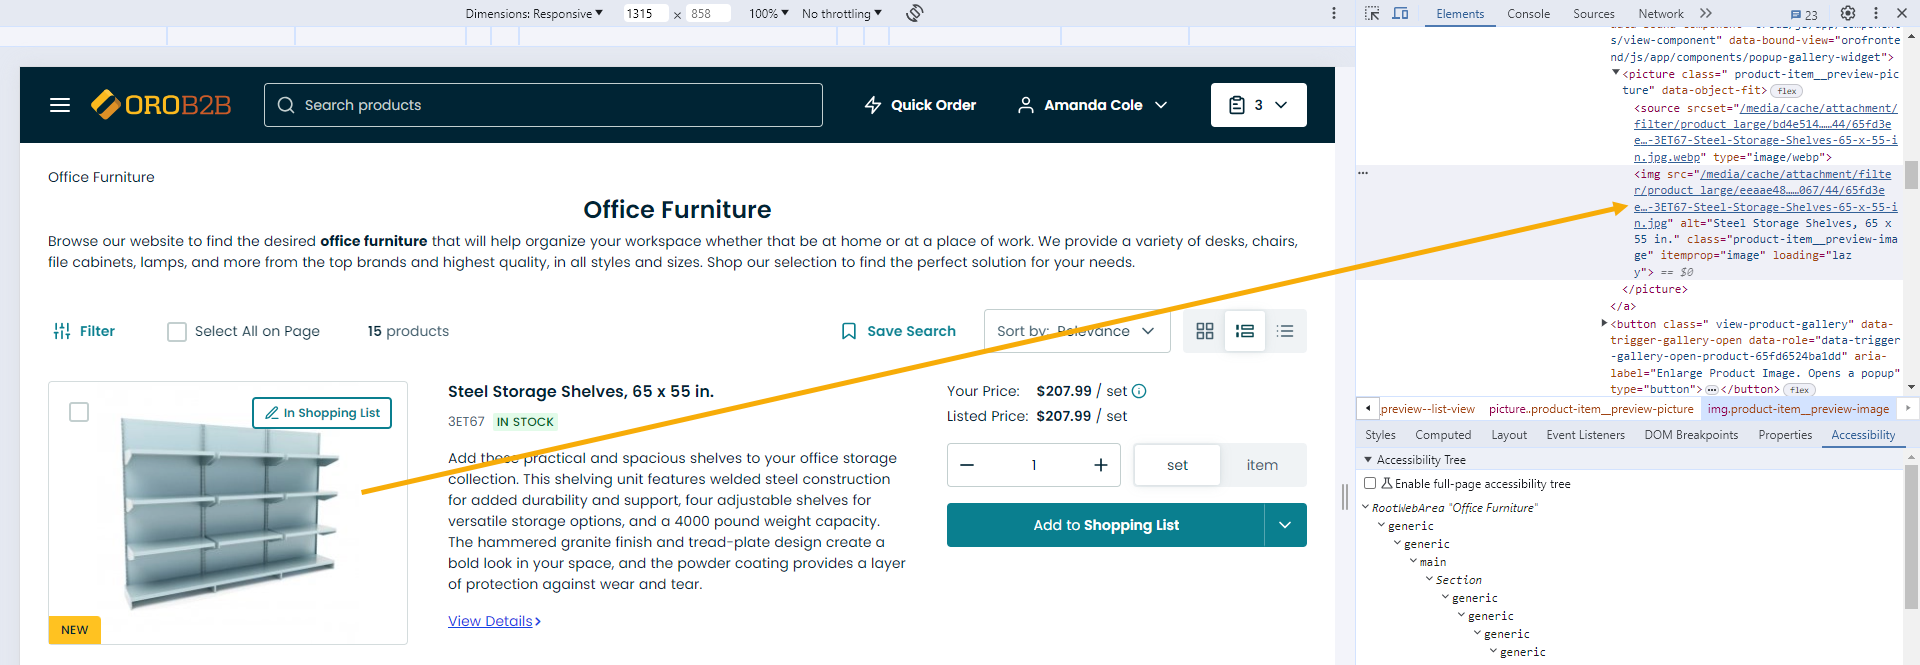 Dimensions: Responsive 1315 × 858 100% No throttling
OROB2B
Search products
Quick Order
Amanda Cole
3
Office Furniture
Office Furniture
Browse our website to find the desired office furniture that will help organize your workspace whether that be at home or at a place of work. We provide a variety of desks, chairs,
file cabinets, lamps, and more from the top brands and highest quality, in all styles and sizes. Shop our selection to find the perfect solution for your needs.
Filter
Select All on Page
15 products
Save Search
Sort by: Relevance
In Shopping List
NEW
Steel Storage Shelves, 65 x 55 in.
3ET67 IN STOCK
Add these practical and spacious shelves to your office storage
collection. This shelving unit features welded steel construction
for added durability and support, four adjustable shelves for
versatile storage options, and a 4000 pound weight capacity.
The hammered granite finish and tread-plate design create a
bold look in your space, and the powder coating provides a layer
of protection against wear and tear.
View Details
Your Price: $207.99 / set
Listed Price: $207.99 / set
1
set
item
Add to Shopping List
Elements Console Sources Network 23
s/view-component" data-bound-view="orofronte
nd/js/app/components/popup-gallery-widget">
<picture class=" product-item__preview-pic
ture" data-object-fit> flex
<source srcset="/media/cache/attachment/
filter/product_large/bd4e514……44/65fd3e
e…-3ET67-Steel-Storage-Shelves-65-x-55-i
n.jpg.webp" type="image/webp">
… <img src="/media/cache/attachment/filte
r/product_large/eeaae48……067/44/65fd3e
e…-3ET67-Steel-Storage-Shelves-65-x-55-i
n.jpg" alt="Steel Storage Shelves, 65 x
55 in." class="product-item__preview-ima
ge" itemprop="image" loading="laz
y"> == $0
</picture>
</a>
<button class=" view-product-gallery" data-
trigger-gallery-open data-role="data-trigger
-gallery-open-product-65fd6524ba1dd" aria-
label="Enlarge Product Image. Opens a popup"
type="button"> … </button> flex
.preview--list-view picture..product-item__preview-picture img.product-item__preview-image
Styles Computed Layout Event Listeners DOM Breakpoints Properties Accessibility
Accessibility Tree
Enable full-page accessibility tree
RootWebArea "Office Furniture"
generic
generic
main
Section
generic
generic
generic
generic